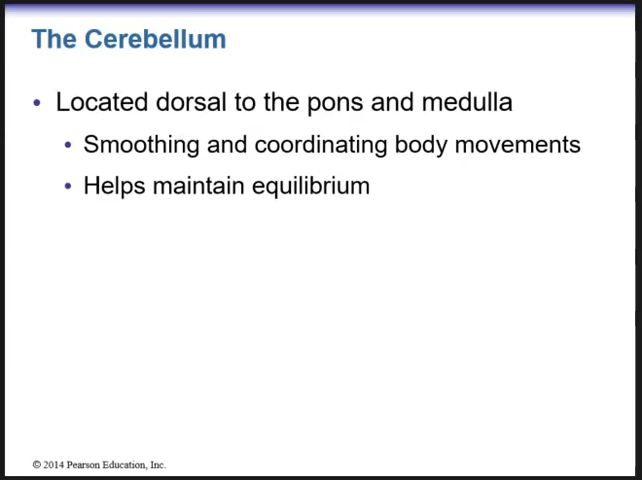 The Cerebellum
• Located dorsal to the pons and medulla
• Smoothing and coordinating body movements
• Helps maintain equilibrium
© 2014 Pearson Education, Inc.